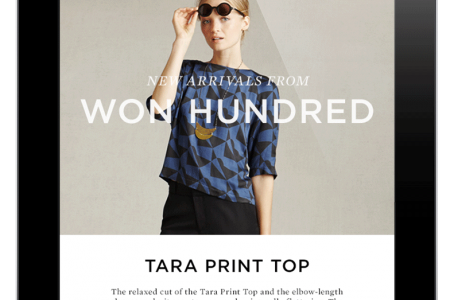 NEW ARRIVALS FROM
WON HUNDRED
TARA PRINT TOP
The relaxed cut of the Tara Print Top and the elbow-length